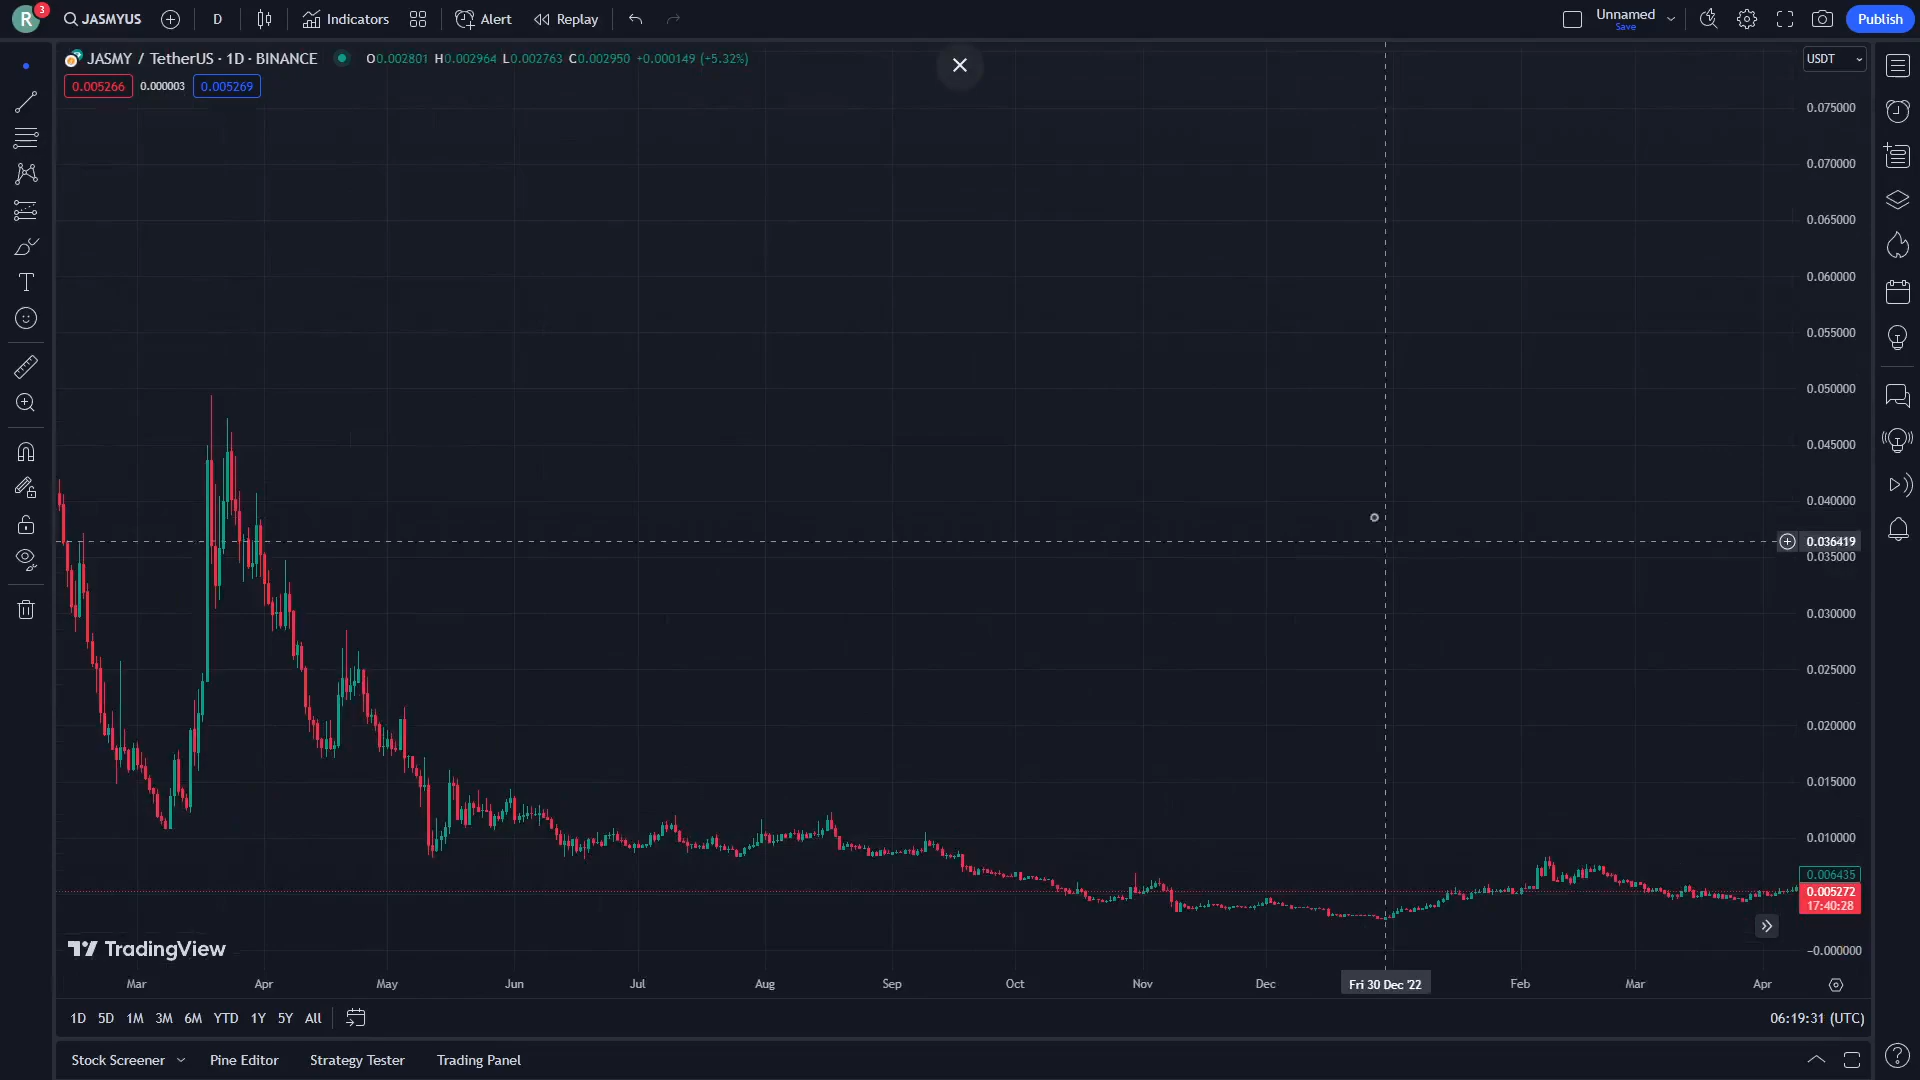 R 3 JASMYUS D Indicators Alert Replay Unnamed Save Publish
JASMY / TetherUS · 1D · BINANCE O0.002801 H0.002964 L0.002763 C0.002950 +0.000149 (+5.32%) USDT
0.005266 0.000003 0.005269
0.075000
0.070000
0.065000
0.060000
0.055000
0.050000
0.045000
0.040000
0.036419
0.035000
0.030000
0.025000
0.020000
0.015000
0.010000
0.006435
0.005272
17:40:28
TradingView
−0.000000
Mar Apr May Jun Jul Aug Sep Oct Nov Dec Fri 30 Dec '22 Feb Mar Apr
1D 5D 1M 3M 6M YTD 1Y 5Y All 06:19:31 (UTC)
Stock Screener Pine Editor Strategy Tester Trading Panel